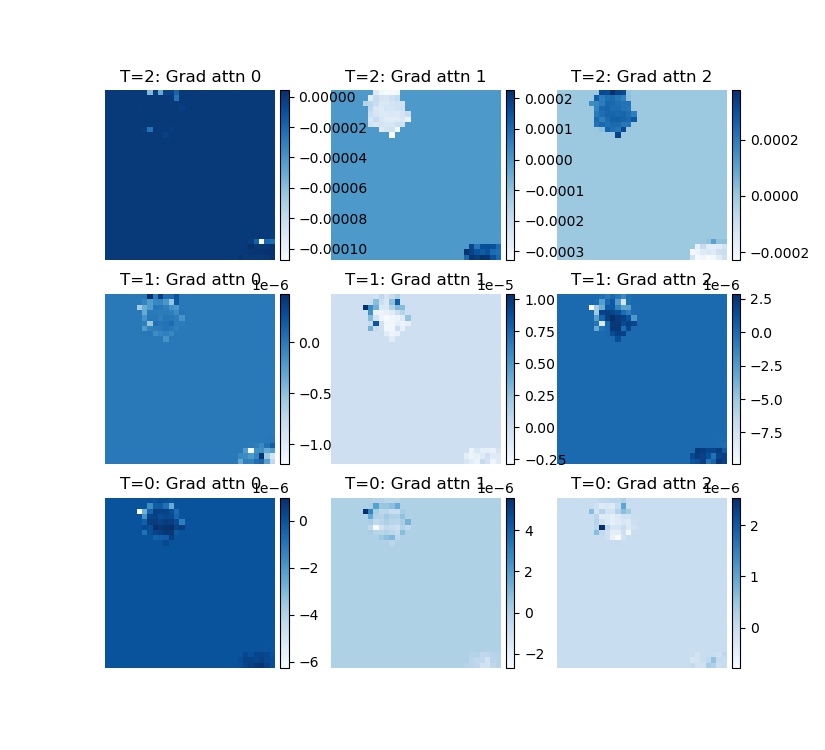 T=2: Grad attn 0
0.00000
−0.00002
−0.00004
−0.00006
−0.00008
−0.00010
T=2: Grad attn 1
0.0002
0.0001
0.0000
−0.0001
−0.0002
−0.0003
T=2: Grad attn 2
0.0002
0.0000
−0.0002
T=1: Grad attn 0
1e−6
0.0
−0.5
−1.0
T=1: Grad attn 1
1e−5
1.00
0.75
0.50
0.25
0.00
−0.25
T=1: Grad attn 2
1e−6
2.5
0.0
−2.5
−5.0
−7.5
T=0: Grad attn 0
1e−6
0
−2
−4
−6
T=0: Grad attn 1
1e−6
4
2
0
−2
T=0: Grad attn 2
1e−6
2
1
0